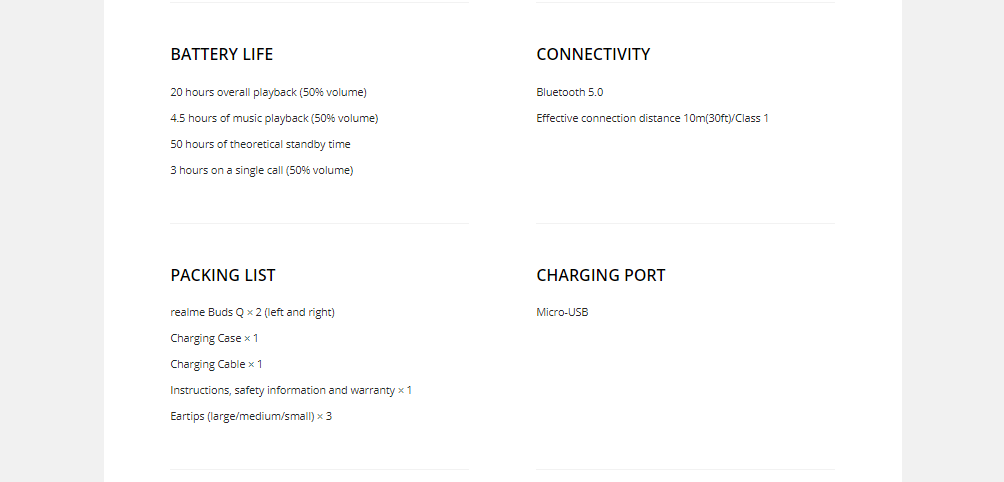 BATTERY LIFE
20 hours overall playback (50% volume)
4.5 hours of music playback (50% volume)
50 hours of theoretical standby time
3 hours on a single call (50% volume)
CONNECTIVITY
Bluetooth 5.0
Effective connection distance 10m(30ft)/Class 1
PACKING LIST
realme Buds Q × 2 (left and right)
Charging Case × 1
Charging Cable × 1
Instructions, safety information and warranty × 1
Eartips (large/medium/small) × 3
CHARGING PORT
Micro-USB